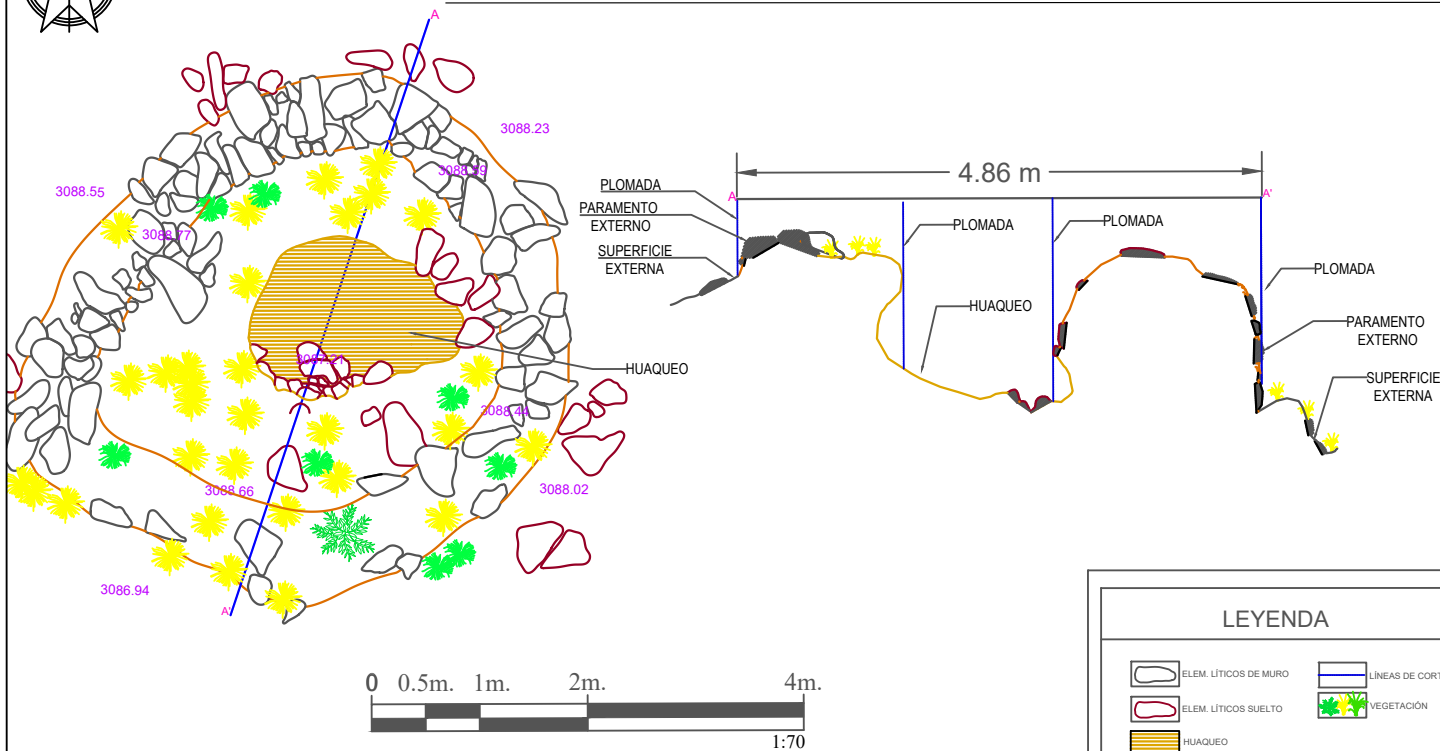 A
3088.23
3088.39
3088.55
3088.77
3087.21
HUAQUEO
3088.44
3088.66
3088.02
3086.94
A'
4.86 m
A
A'
PLOMADA
PARAMENTO
EXTERNO
SUPERFICIE
EXTERNA
PLOMADA
HUAQUEO
PLOMADA
PLOMADA
PARAMENTO
EXTERNO
SUPERFICIE
EXTERNA
0 0.5m. 1m. 2m. 4m.
1:70
LEYENDA
ELEM. LÍTICOS DE MURO
LÍNEAS DE CORT
ELEM. LÍTICOS SUELTO
VEGETACIÓN
HUAQUEO